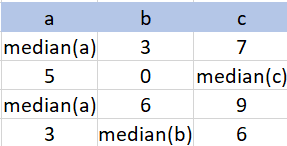 a b c
median(a) 3 7
5 0 median(c)
median(a) 6 9
3 median(b) 6